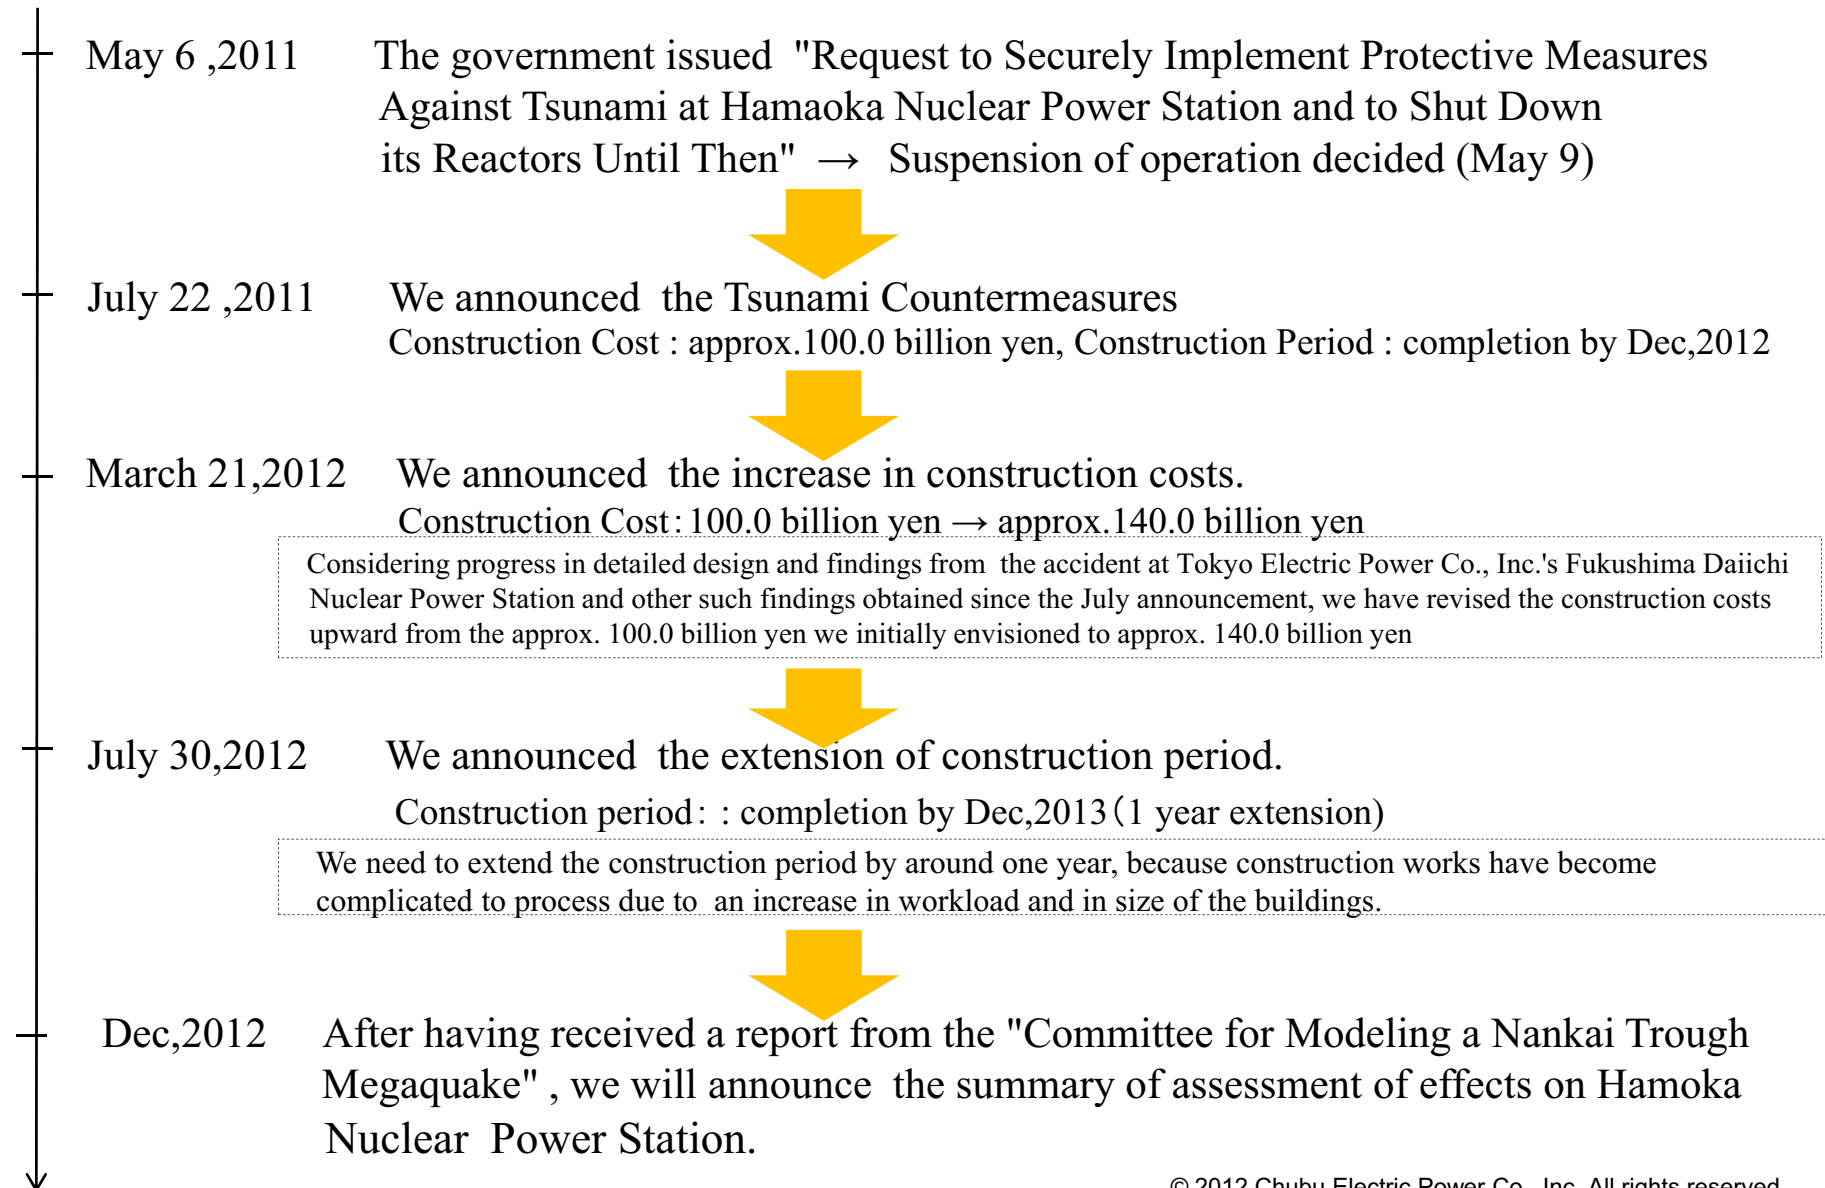 May 6 ,2011 The government issued "Request to Securely Implement Protective Measures
Against Tsunami at Hamaoka Nuclear Power Station and to Shut Down
its Reactors Until Then" → Suspension of operation decided (May 9)
July 22 ,2011 We announced the Tsunami Countermeasures
Construction Cost : approx.100.0 billion yen, Construction Period : completion by Dec,2012
March 21,2012 We announced the increase in construction costs.
Construction Cost：100.0 billion yen → approx.140.0 billion yen
Considering progress in detailed design and findings from the accident at Tokyo Electric Power Co., Inc.'s Fukushima Daiichi
Nuclear Power Station and other such findings obtained since the July announcement, we have revised the construction costs
upward from the approx. 100.0 billion yen we initially envisioned to approx. 140.0 billion yen
July 30,2012 We announced the extension of construction period.
Construction period：: completion by Dec,2013（1 year extension)
We need to extend the construction period by around one year, because construction works have become
complicated to process due to an increase in workload and in size of the buildings.
Dec,2012 After having received a report from the "Committee for Modeling a Nankai Trough
Megaquake" , we will announce the summary of assessment of effects on Hamoka
Nuclear Power Station.
© 2012 Chubu Electric Power Co., Inc. All rights reserved.